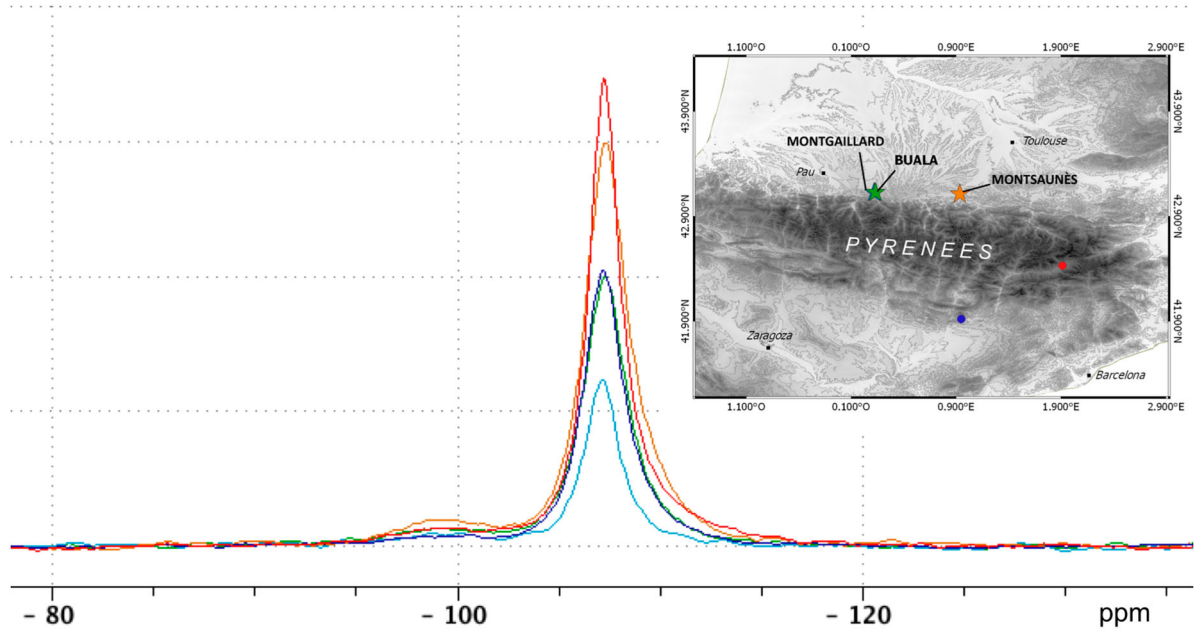 1.100°O 0.100°O 0.900°E 1.900°E 2.900°E
43.900°N 43.900°N
MONTGAILLARD
Toulouse
BUALA
Pau
MONTSAUNÈS
42.900°N 42.900°N
PYRENEES
41.900°N 41.900°N
Zaragoza
Barcelona
1.100°O 0.100°O 0.900°E 1.900°E 2.900°E
- 80 - 100 - 120 ppm